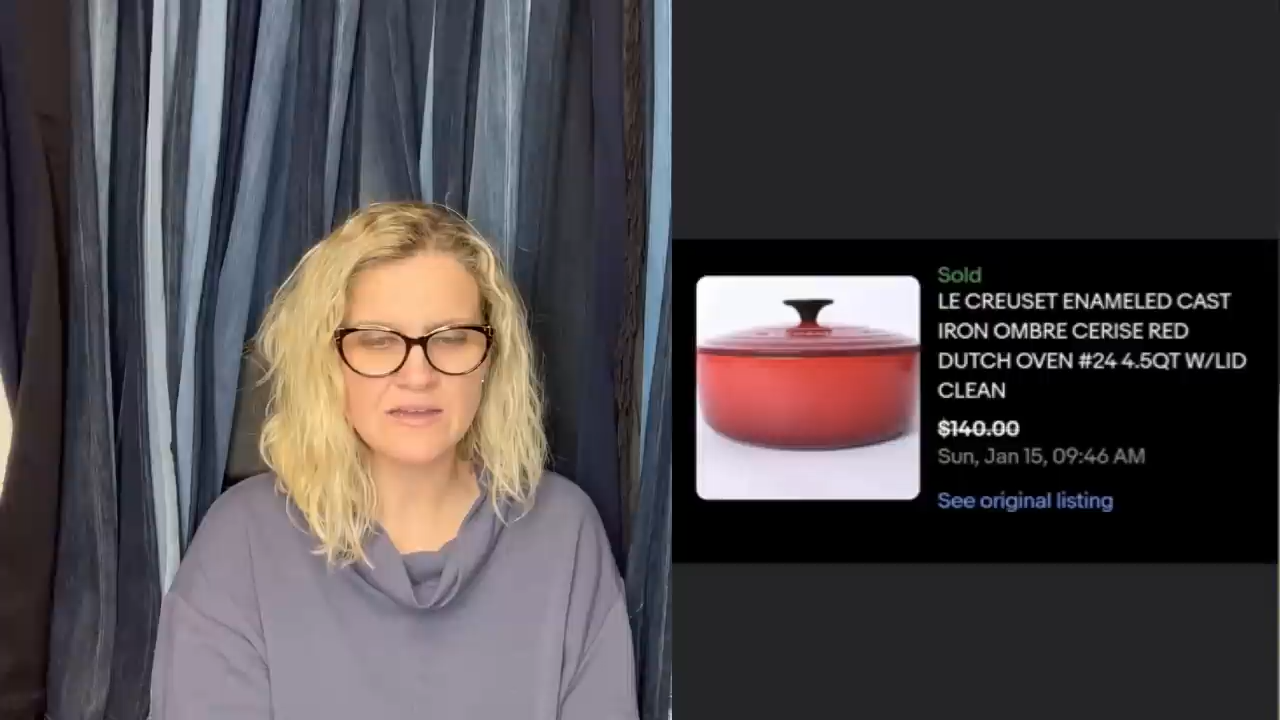 Sold
LE CREUSET ENAMELED CAST
IRON OMBRE CERISE RED
DUTCH OVEN #24 4.5QT W/LID
CLEAN
$140.00
Sun, Jan 15, 09:46 AM
See original listing